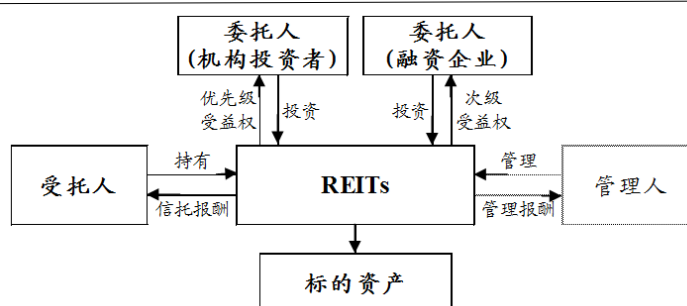 委托人
(机构投资者)
委托人
(融资企业)
优先级
受益权
投资
投资
次级
受益权
受托人
持有
信托报酬
REITs
管理
管理报酬
管理人
标的资产